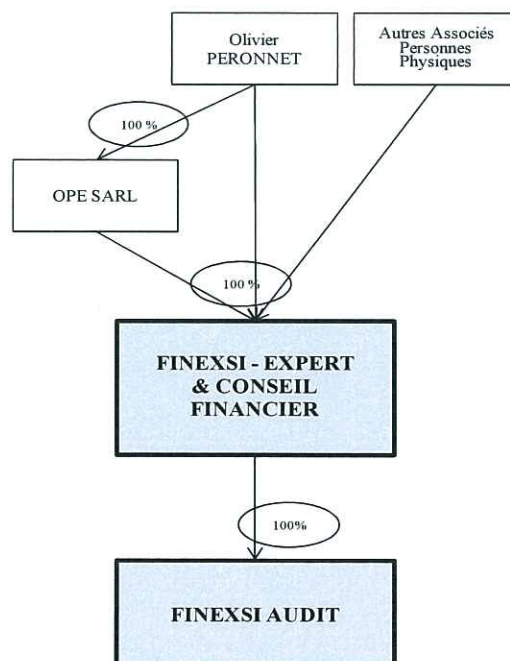 Olivier
PERONNET
Autres Associés
Personnes
Physiques
100 %
OPE SARL
100 %
FINEXSI - EXPERT
& CONSEIL
FINANCIER
100%
FINEXSI AUDIT